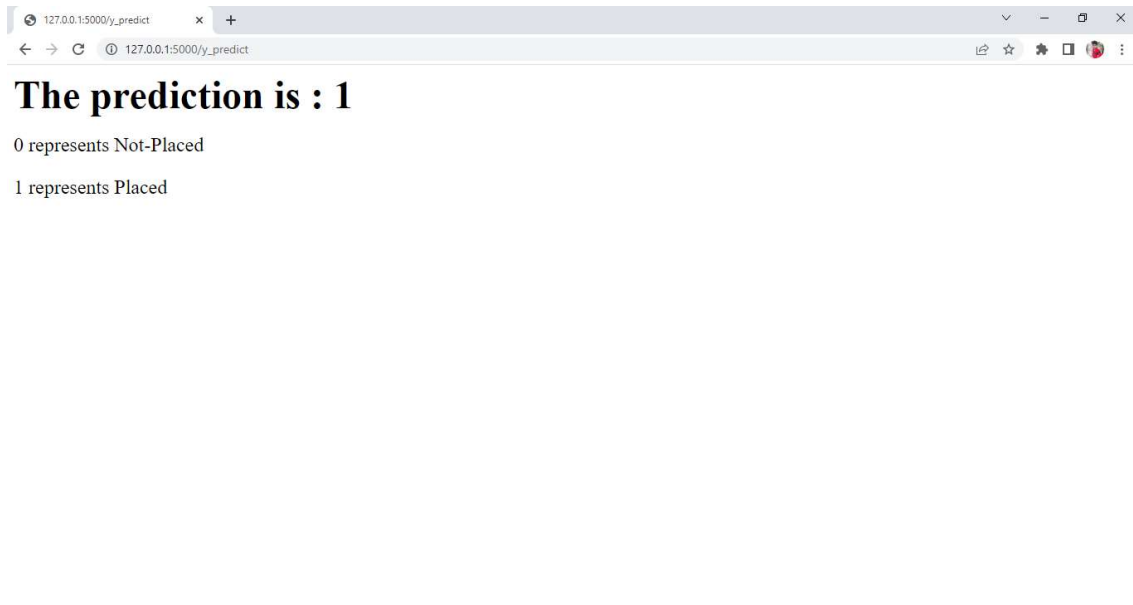 127.0.0.1:5000/y_predict
127.0.0.1:5000/y_predict
The prediction is : 1
0 represents Not-Placed
1 represents Placed